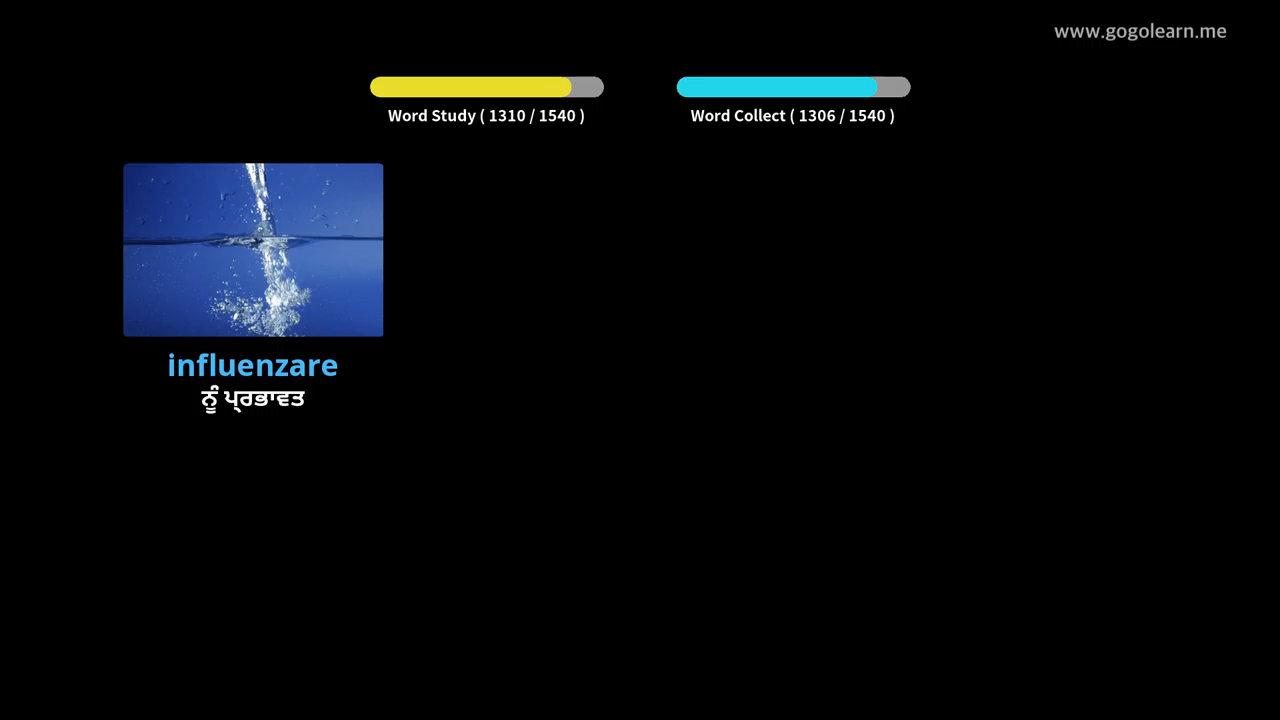 www.gogolearn.me
Word Study ( 1310 / 1540 )
Word Collect ( 1306 / 1540 )
influenzare
ਨੂੰ ਪ੍ਰਭਾਵਤ